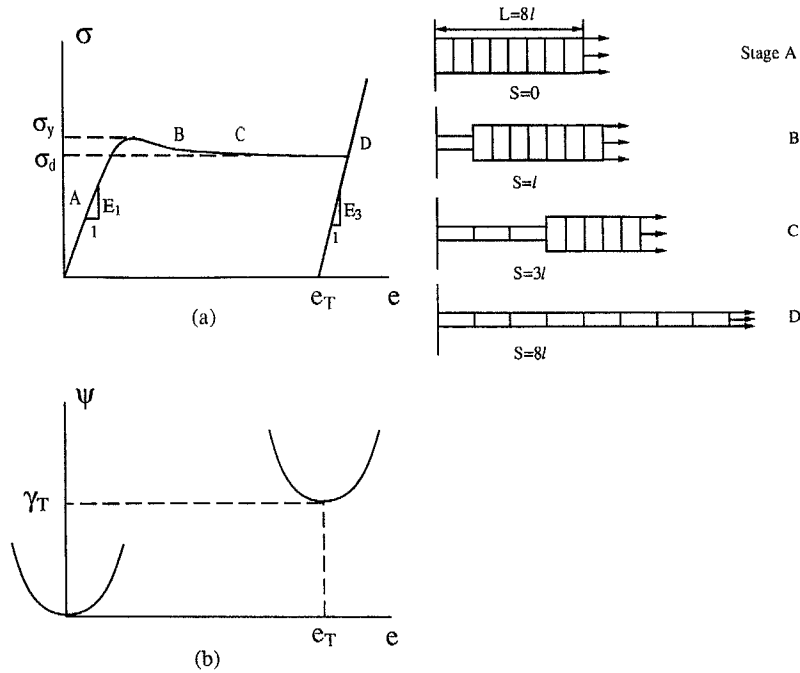 σ
σy
σd
A
B
C
D
E1
1
E3
1
eT
e
(a)
L=8l
Stage A
S=0
B
S=l
C
S=3l
D
S=8l
ψ
γT
eT
e
(b)